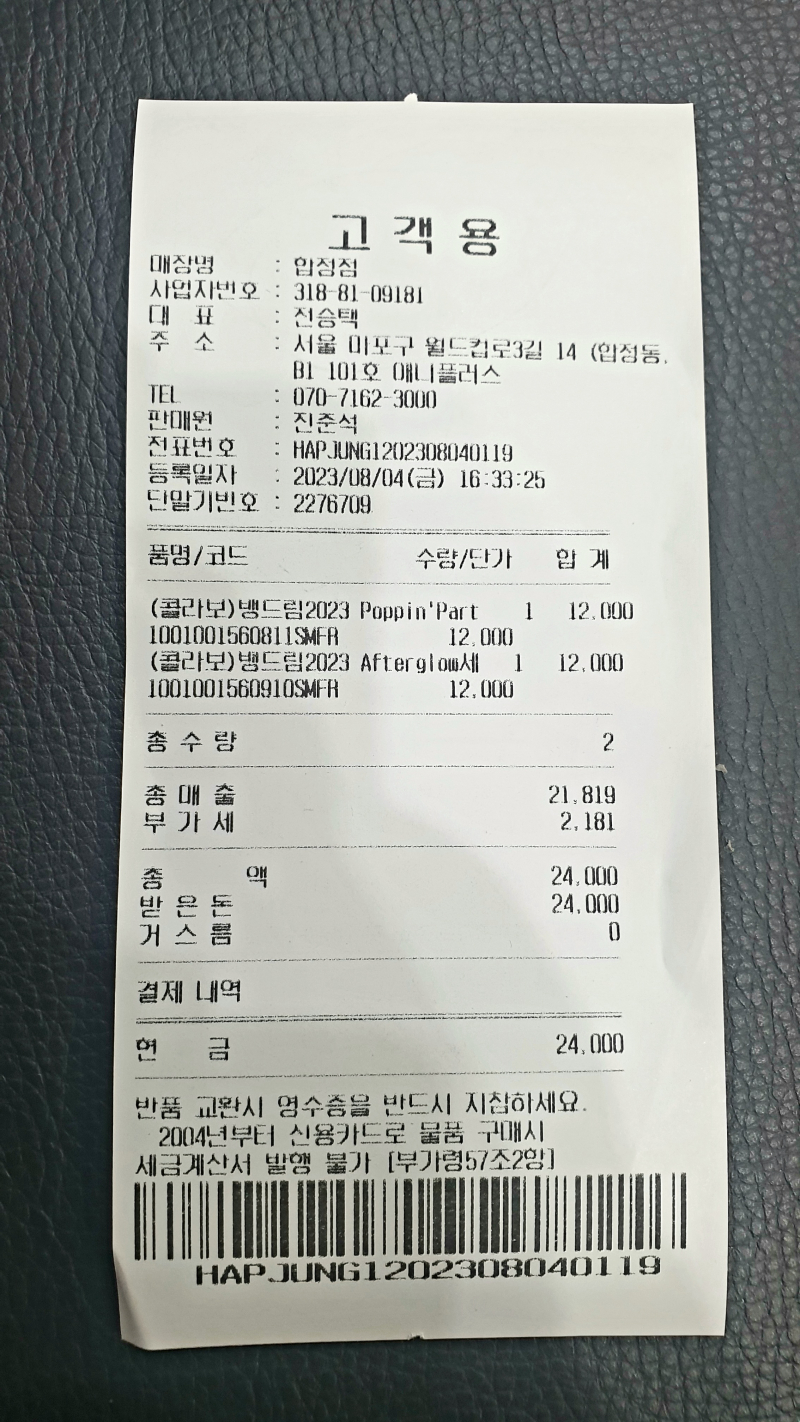 고 객 용
매장명 : 합정점
사업자번호 : 318-81-09181
대 표 : 전승택
주 소 : 서울 마포구 월드컵로3길 14 (합정동,
B1 101호 애니플러스
TEL : 070-7162-3000
판매원 : 진준석
전표번호 : HAPJUNG1202308040119
등록일자 : 2023/08/04(금) 16:33:25
단말기번호 : 2276709
품명/코드 수량/단가 합 계
(콜라보)뱅드림2023 Poppin'Part 1 12,000
1001001560811SMFR 12,000
(콜라보)뱅드림2023 Afterglow세 1 12,000
1001001560910SMFR 12,000
총 수 량 2
총 매 출 21,819
부 가 세 2,181
총 액 24,000
받 은 돈 24,000
거 스 름 0
결제 내역
현 금 24,000
반품 교환시 영수증을 반드시 지참하세요.
2004년부터 신용카드로 물품 구매시
세금계산서 발행 불가 [부가령57조2항]
HAPJUNG1202308040119